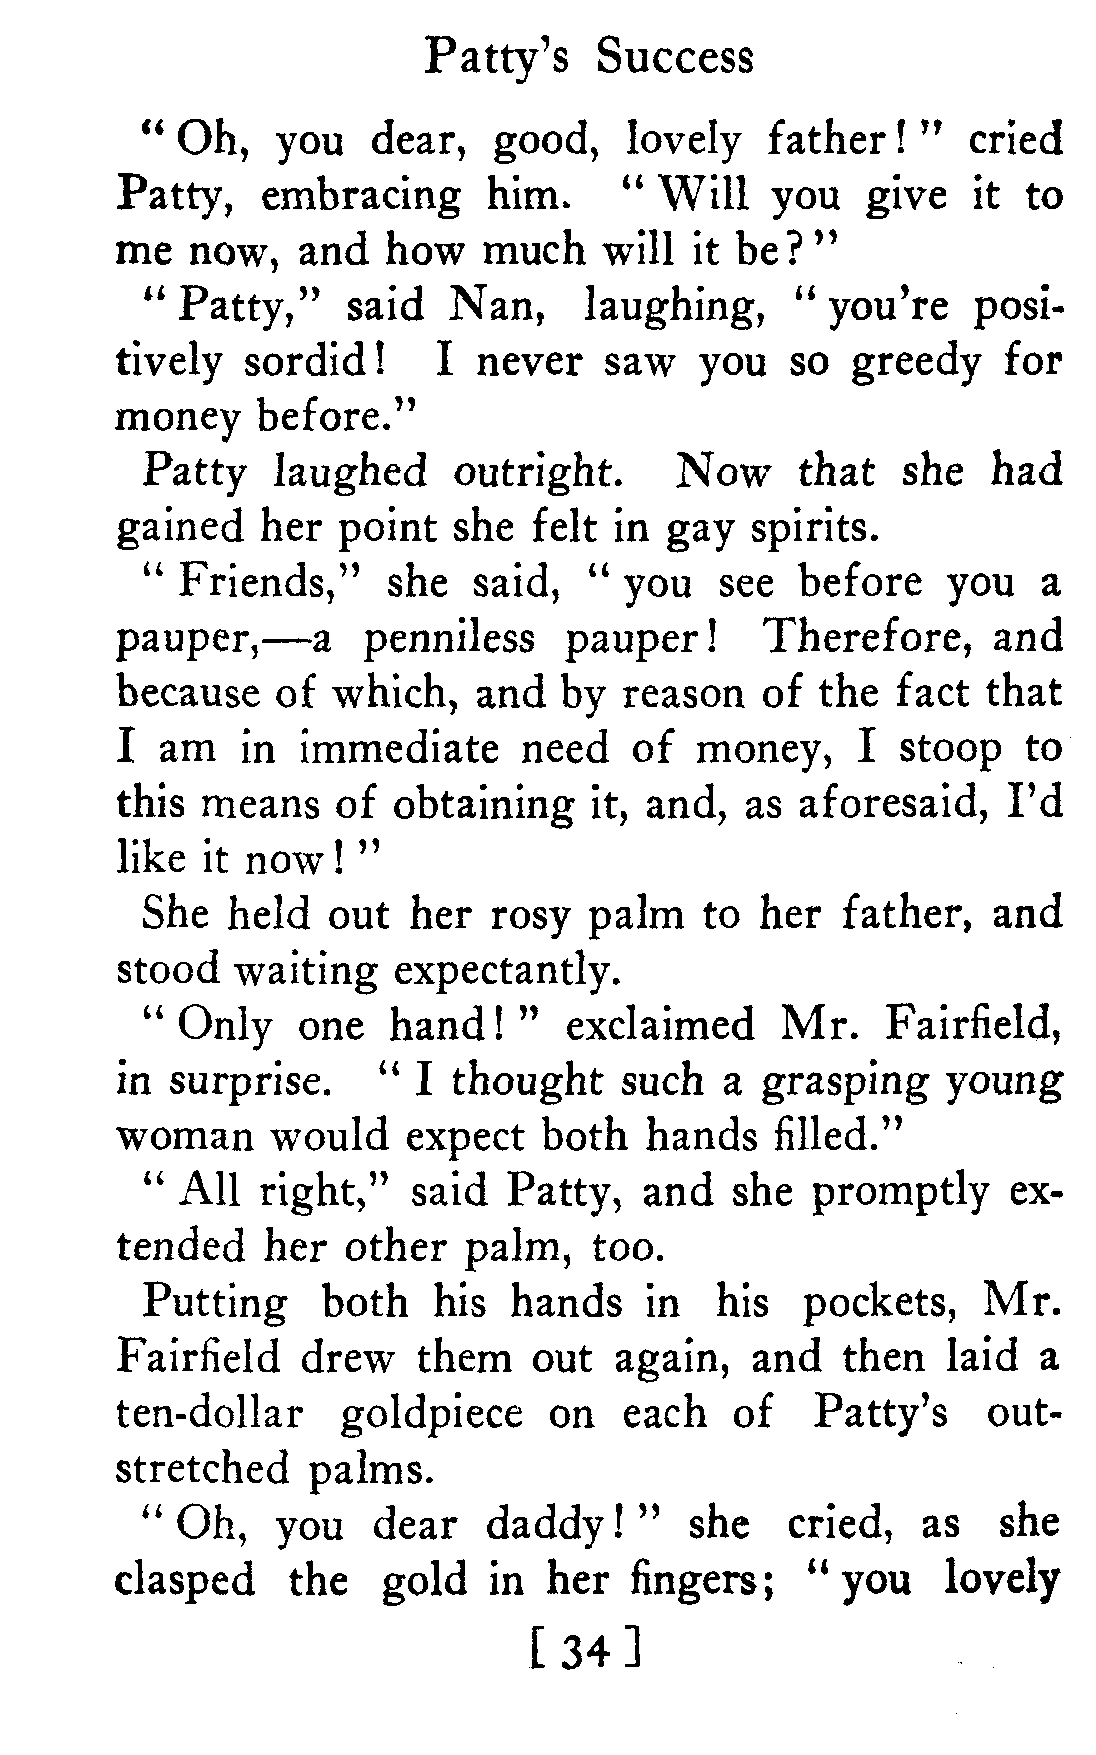 Patty's Success
" Oh, you dear, good, lovely father! " cried
Patty, embracing him. " Will you give it to
me now, and how much will it be? "
" Patty," said Nan, laughing, " you're posi-
tively sordid! I never saw you so greedy for
money before."
Patty laughed outright. Now that she had
gained her point she felt in gay spirits.
" Friends," she said, " you see before you a
pauper,—a penniless pauper! Therefore, and
because of which, and by reason of the fact that
I am in immediate need of money, I stoop to
this means of obtaining it, and, as aforesaid, I'd
like it now! "
She held out her rosy palm to her father, and
stood waiting expectantly.
" Only one hand! " exclaimed Mr. Fairfield,
in surprise. " I thought such a grasping young
woman would expect both hands filled."
" All right," said Patty, and she promptly ex-
tended her other palm, too.
Putting both his hands in his pockets, Mr.
Fairfield drew them out again, and then laid a
ten-dollar goldpiece on each of Patty's out-
stretched palms.
" Oh, you dear daddy! " she cried, as she
clasped the gold in her fingers; " you lovely
[ 34 ]